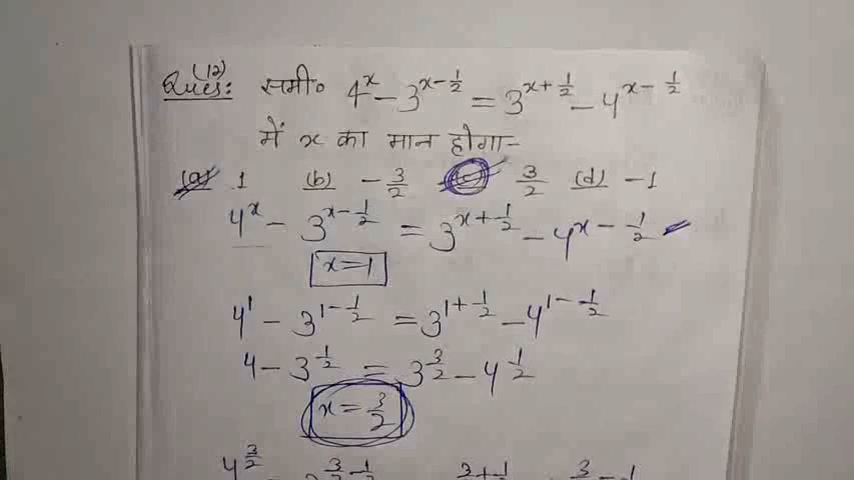 (12)
Ques: समी० 4^x - 3^(x-1/2) = 3^(x+1/2) - 4^(x-1/2)
में x का मान होगा-
(a) 1 (b) -3/2 (c) 3/2 (d) -1
4^x - 3^(x-1/2) = 3^(x+1/2) - 4^(x-1/2)
x=1
4^1 - 3^(1-1/2) = 3^(1+1/2) - 4^(1-1/2)
4 - 3^(1/2) = 3^(3/2) - 4^(1/2)
x=3/2
4^(3/2)